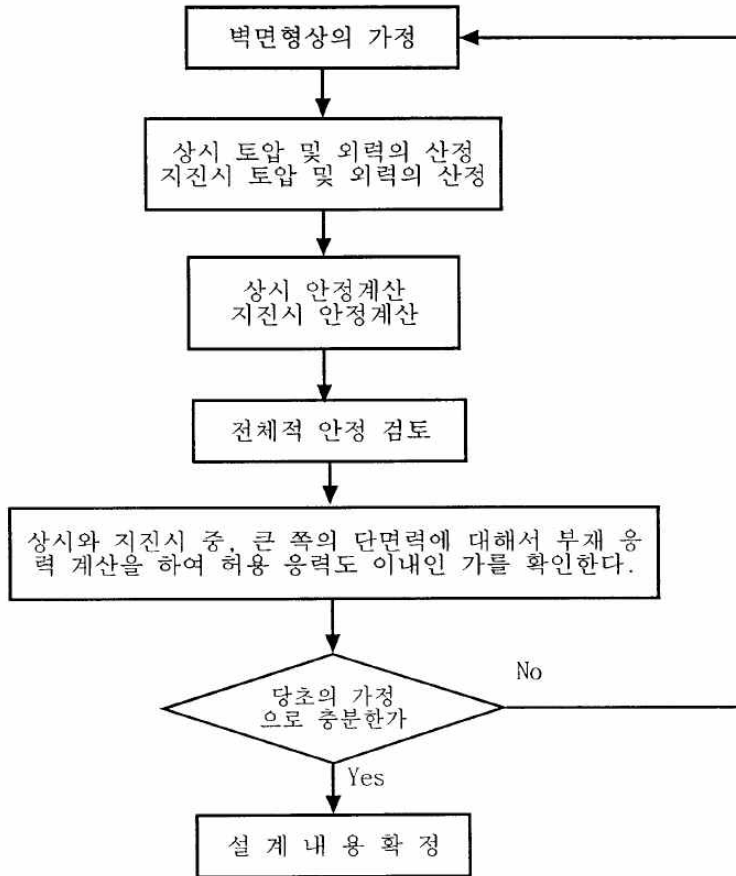 벽면형상의 가정
상시 토압 및 외력의 산정
지진시 토압 및 외력의 산정
상시 안정계산
지진시 안정계산
전체적 안정 검토
상시와 지진시 중, 큰 쪽의 단면력에 대해서 부재 응
력 계산을 하여 허용 응력도 이내인 가를 확인한다.
당초의 가정
으로 충분한가
No
Yes
설 계 내 용 확 정